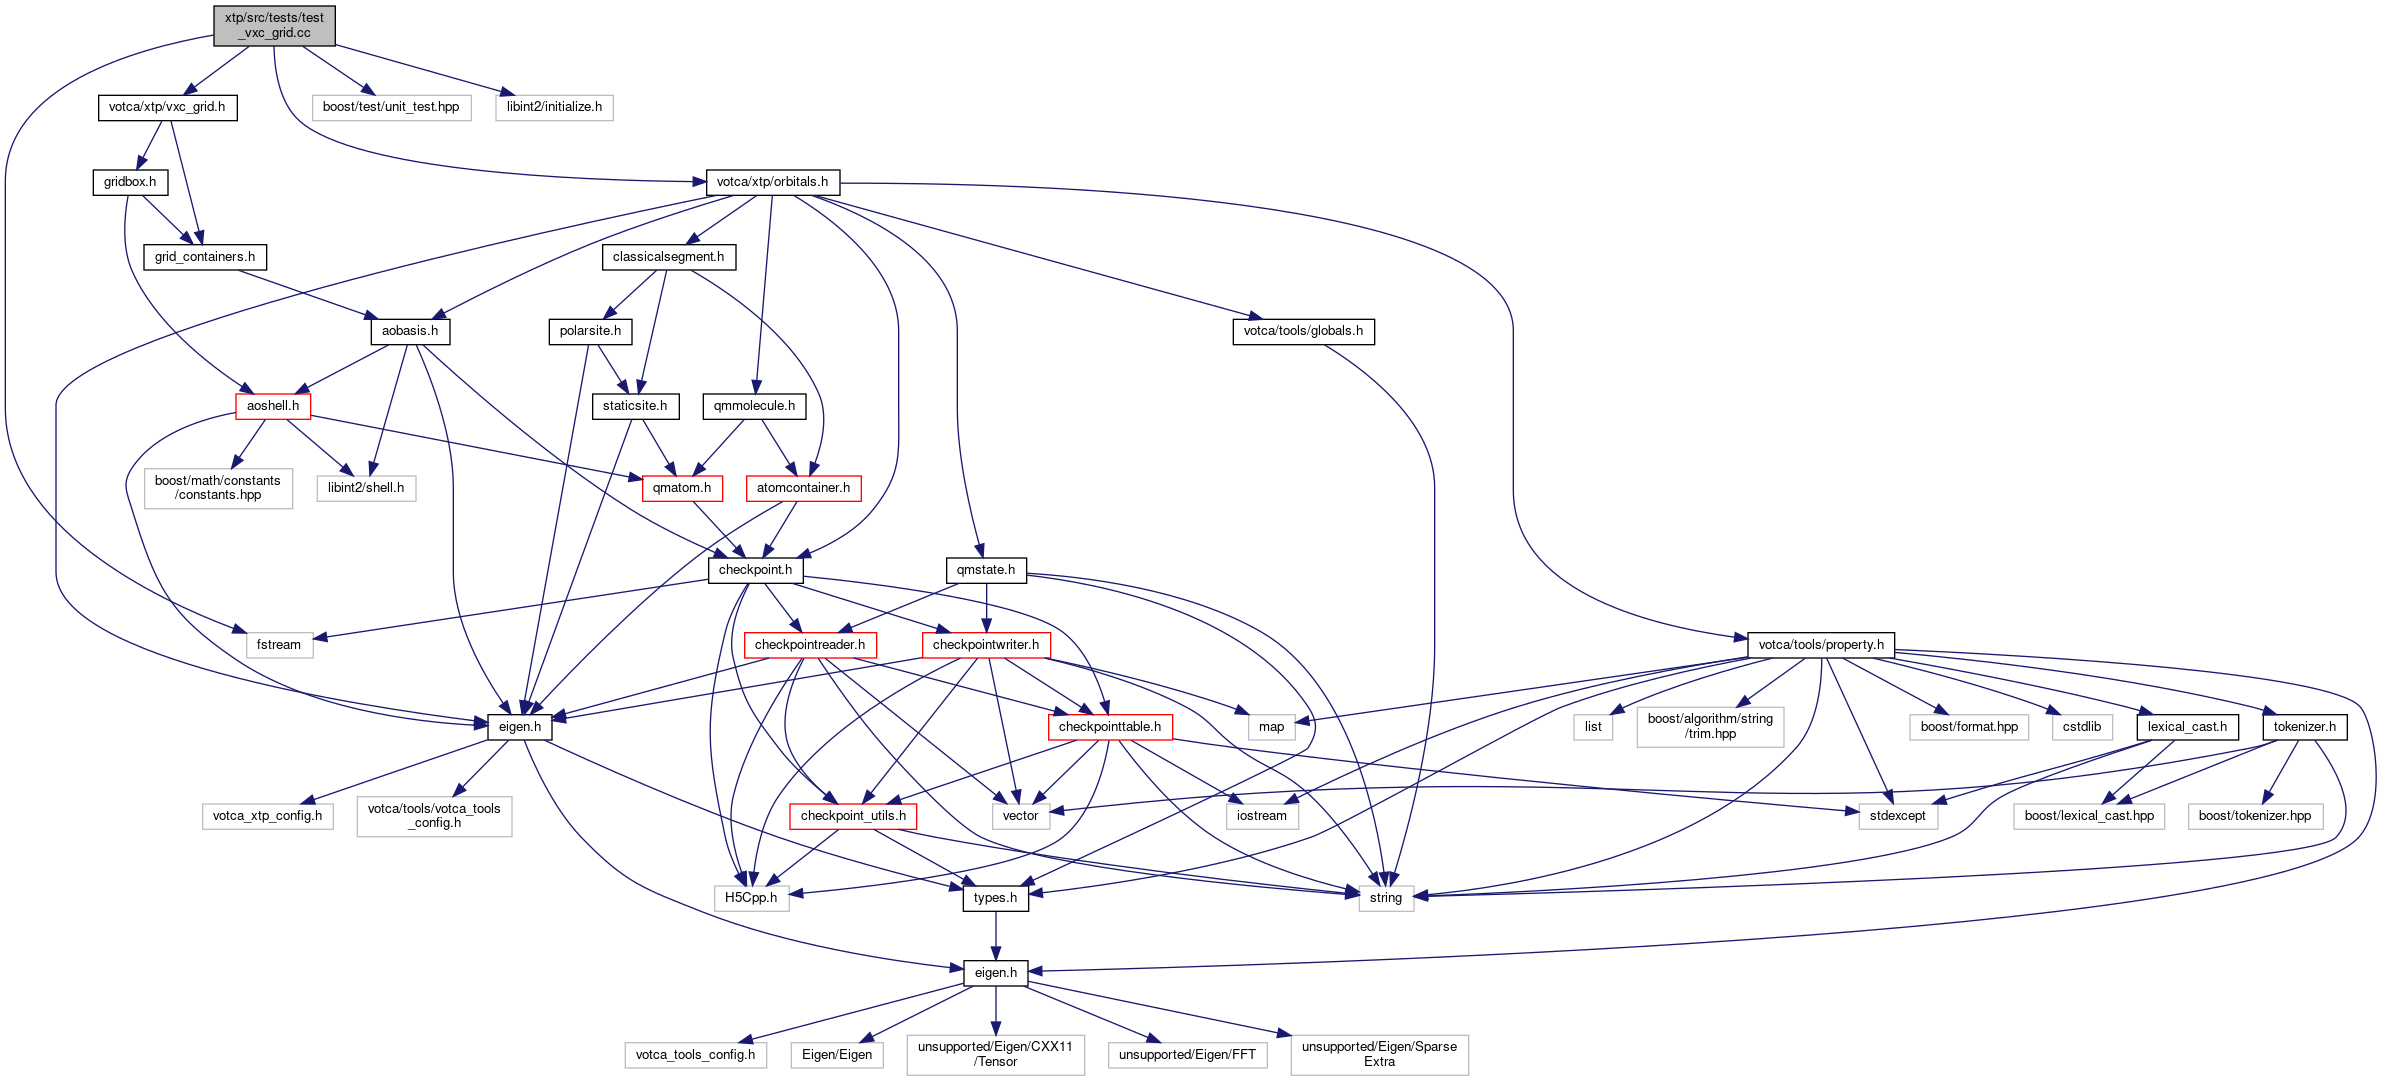 xtp/src/tests/test
_vxc_grid.cc
votca/xtp/vxc_grid.h
boost/test/unit_test.hpp
libint2/initialize.h
gridbox.h
votca/xtp/orbitals.h
grid_containers.h
classicalsegment.h
aobasis.h
polarsite.h
votca/tools/globals.h
aoshell.h
staticsite.h
qmmolecule.h
boost/math/constants
/constants.hpp
libint2/shell.h
qmatom.h
atomcontainer.h
checkpoint.h
qmstate.h
fstream
checkpointreader.h
checkpointwriter.h
votca/tools/property.h
eigen.h
checkpointtable.h
map
list
boost/algorithm/string
/trim.hpp
boost/format.hpp
cstdlib
lexical_cast.h
tokenizer.h
votca_xtp_config.h
votca/tools/votca_tools
_config.h
checkpoint_utils.h
vector
iostream
stdexcept
boost/lexical_cast.hpp
boost/tokenizer.hpp
H5Cpp.h
types.h
string
eigen.h
votca_tools_config.h
Eigen/Eigen
unsupported/Eigen/CXX11
/Tensor
unsupported/Eigen/FFT
unsupported/Eigen/Sparse
Extra